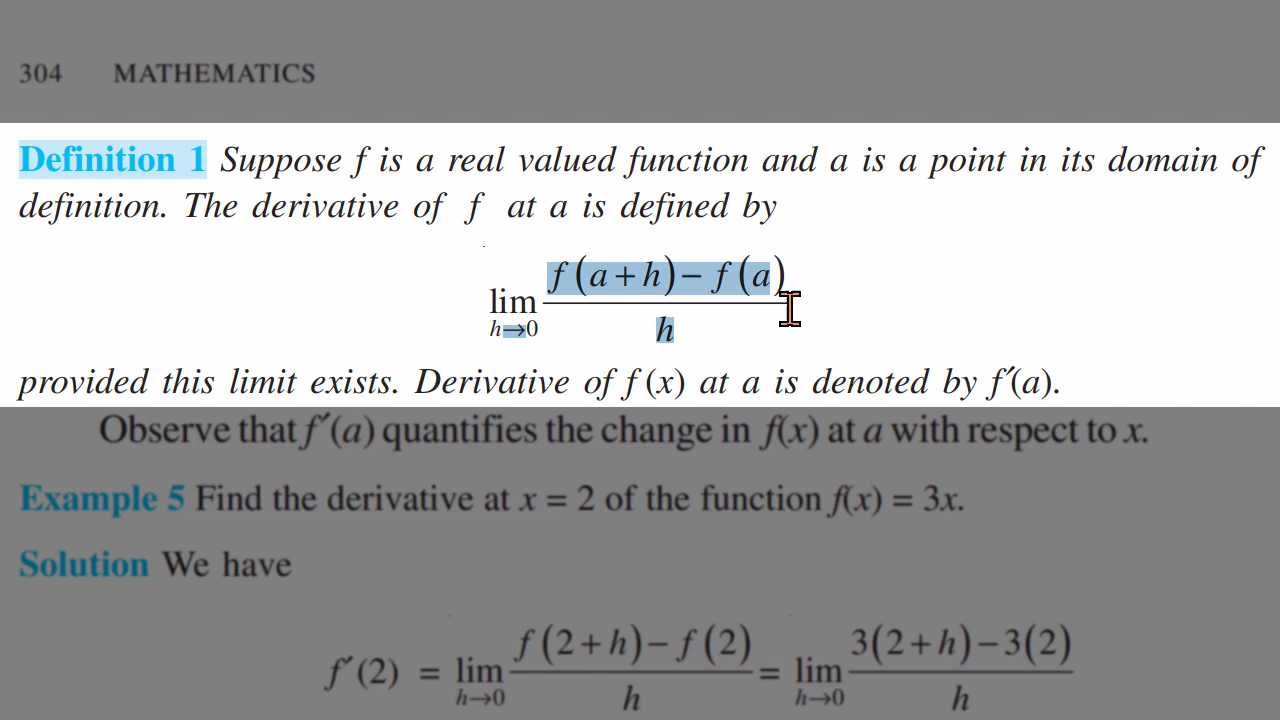 304 MATHEMATICS
Definition 1 Suppose f is a real valued function and a is a point in its domain of
definition. The derivative of f at a is defined by
lim h→0 f(a+h)−f(a) / h
provided this limit exists. Derivative of f (x) at a is denoted by f′(a).
Observe that f′(a) quantifies the change in f(x) at a with respect to x.
Example 5 Find the derivative at x = 2 of the function f(x) = 3x.
Solution We have
f′(2) = lim h→0 f(2+h)−f(2) / h = lim h→0 3(2+h)−3(2) / h